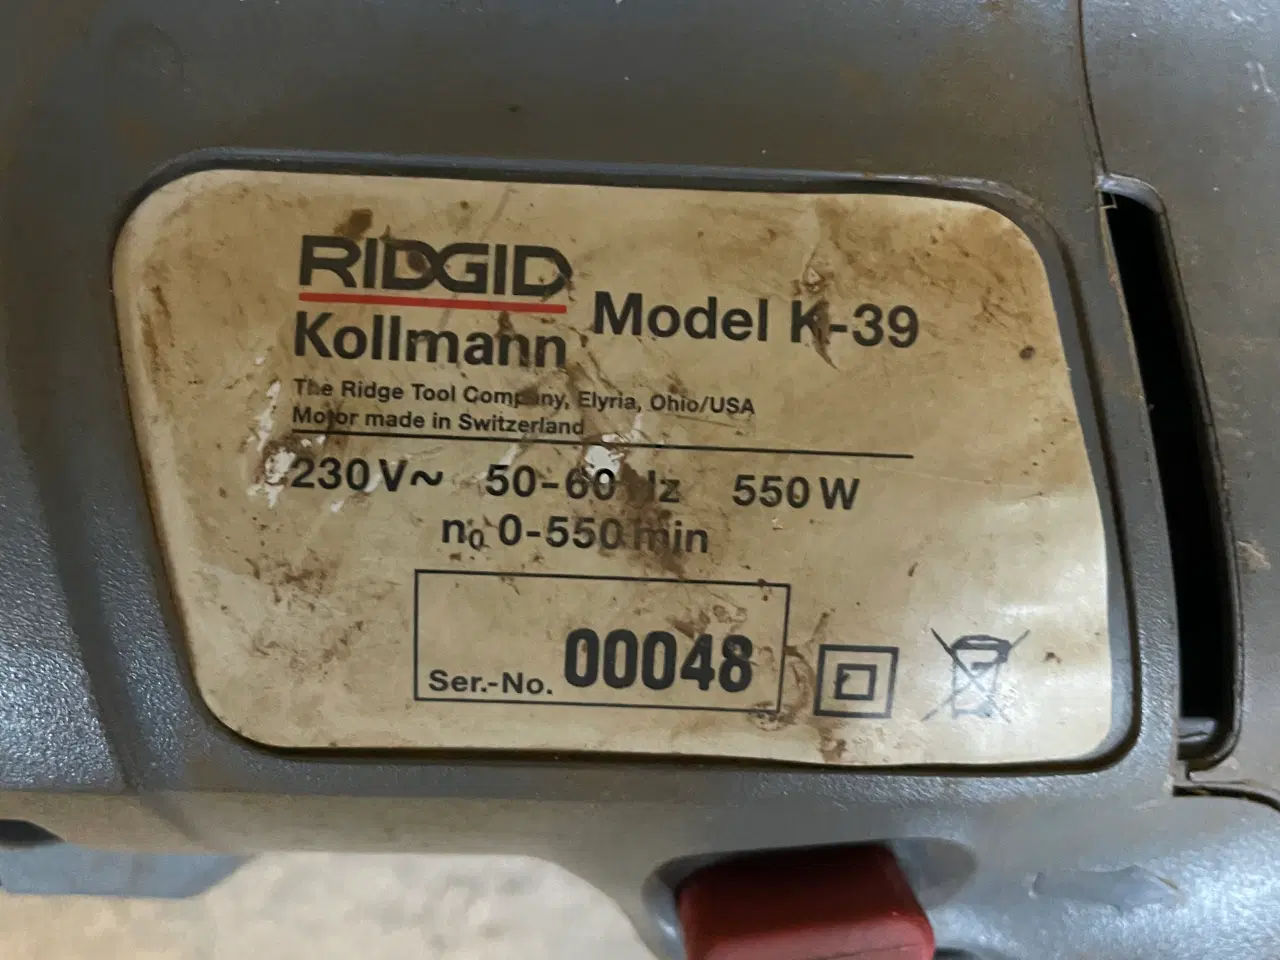 RIDGID
Kollmann
Model K-39
The Ridge Tool Company, Elyria, Ohio/USA
Motor made in Switzerland
230 V~ 50-60 Hz 550 W
n₀ 0-550 min
Ser.-No. 00048